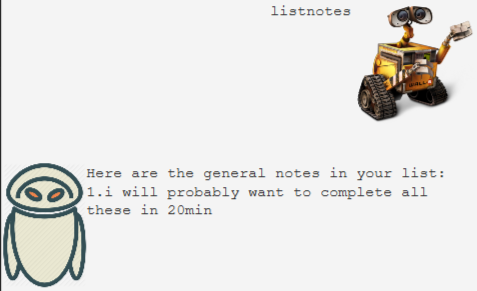 listnotes
WALL·E
Here are the general notes in your list:
1.i will probably want to complete all
these in 20min